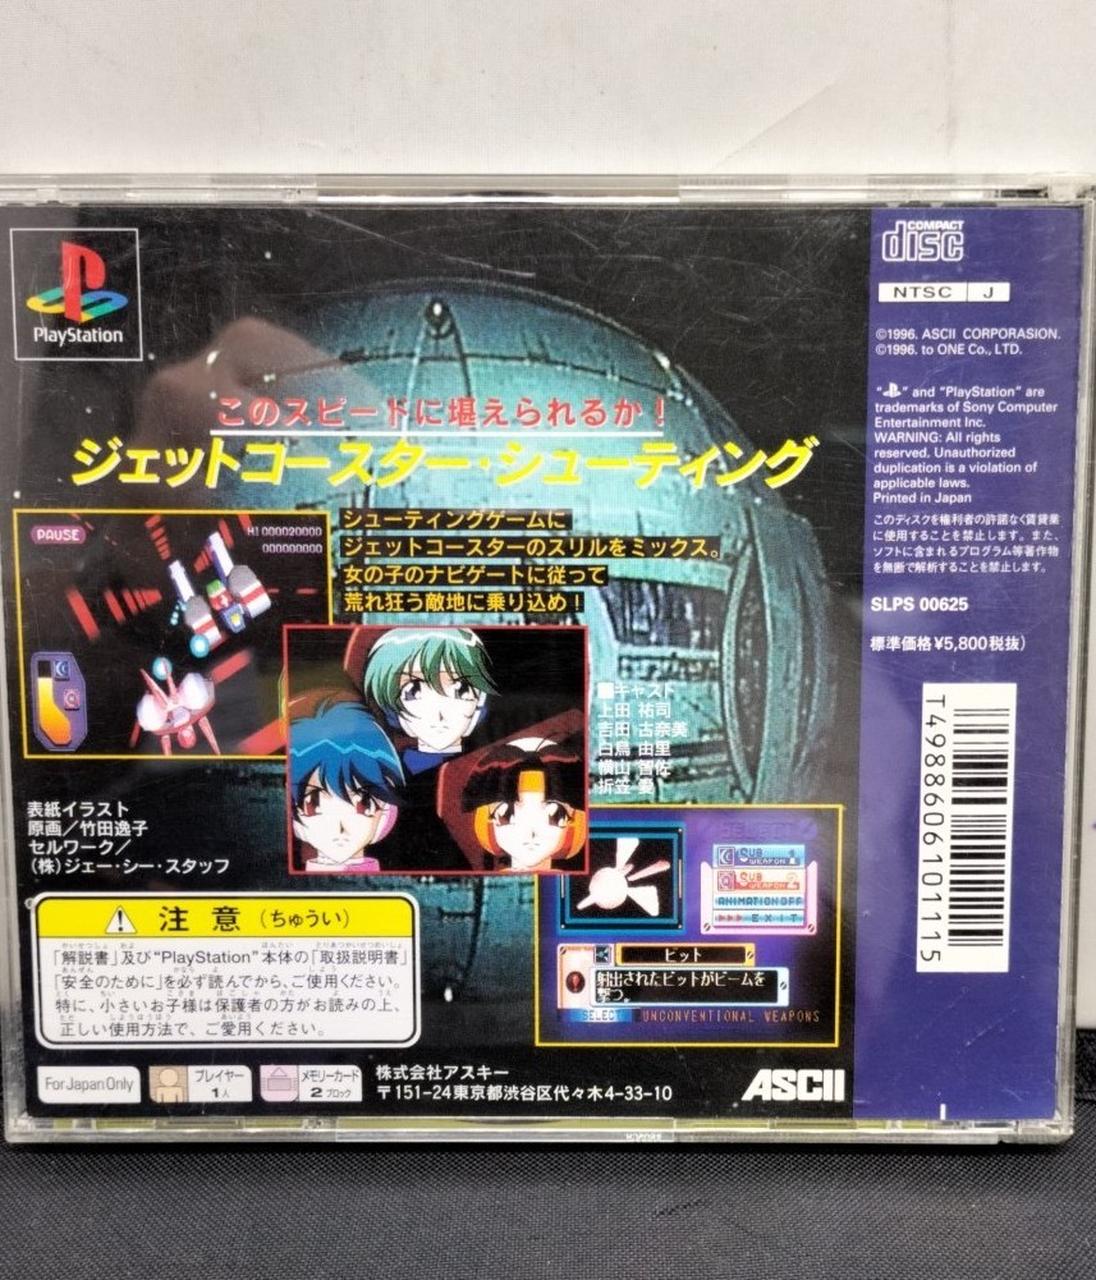 PlayStation
このスピードに堪えられるか！
ジェットコースター・シューティング
PAUSE
HI 000020000
000000000
シューティングゲームに
ジェットコースターのスリルをミックス。
女の子のナビゲートに従って
荒れ狂う敵地に乗り込め！
■キャスト
上田 祐司
吉田 古奈美
白鳥 由里
横山 智佐
折笠 愛
表紙イラスト
原画／竹田逸子
セルワーク／
(株)ジェー・シー・スタッフ
SELECT
SUB WEAPON 1
SUB WEAPON 2
ANIMATION OFF
EXIT
ビット
射出されたビットがビームを
撃つ。
SELECT UNCONVENTIONAL WEAPONS
注意（ちゅうい）
「解説書」及び“PlayStation”本体の「取扱説明書」
「安全のために」を必ず読んでから、ご使用ください。
特に、小さいお子様は保護者の方がお読みの上、
正しい使用方法で、ご愛用ください。
For Japan Only
プレイヤー
1人
メモリーカード
2ブロック
株式会社アスキー
〒151-24東京都渋谷区代々木4-33-10
ASCII
COMPACT
disc
NTSC J
©1996. ASCII CORPORASION.
©1996. to ONE Co., LTD.
“ ” and “PlayStation” are
trademarks of Sony Computer
Entertainment Inc.
WARNING: All rights
reserved. Unauthorized
duplication is a violation of
applicable laws.
Printed in Japan
このディスクを権利者の許諾なく賃貸業
に使用することを禁止します。また、
ソフトに含まれるプログラム等著作物
を無断で解析することを禁止します。
SLPS 00625
標準価格¥5,800税抜)
T4988606101115